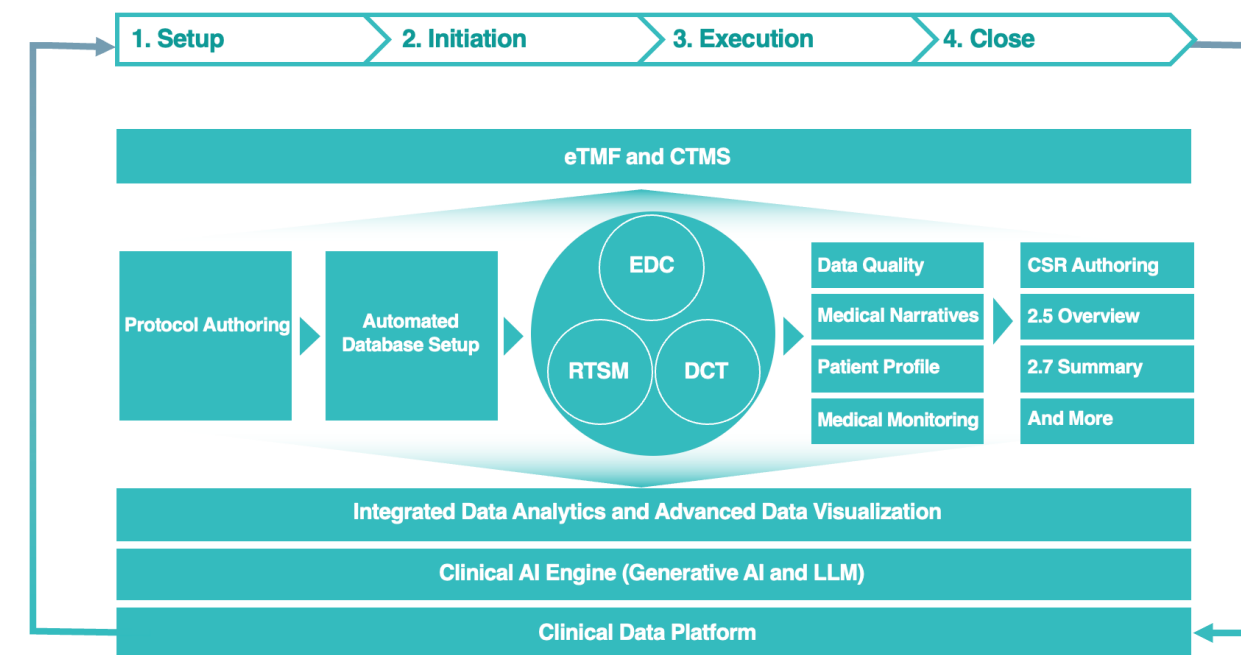 1. Setup
2. Initiation
3. Execution
4. Close
eTMF and CTMS
Protocol Authoring
Automated
Database Setup
EDC
RTSM
DCT
Data Quality
Medical Narratives
Patient Profile
Medical Monitoring
CSR Authoring
2.5 Overview
2.7 Summary
And More
Integrated Data Analytics and Advanced Data Visualization
Clinical AI Engine (Generative AI and LLM)
Clinical Data Platform